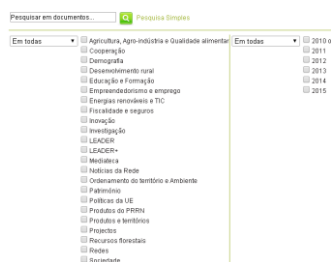 Pesquisar em documentos... Pesquisa Simples
Em todas
Agricultura, Agro-indústria e Qualidade alimentar
Cooperação
Demografia
Desenvolvimento rural
Educação e Formação
Empreendedorismo e emprego
Energias renováveis e TIC
Fiscalidade e seguros
Inovação
Investigação
LEADER
LEADER+
Mediateca
Notícias da Rede
Ordenamento do território e Ambiente
Património
Políticas da UE
Produtos do PRRN
Produtos e territórios
Projectos
Recursos florestais
Redes
Sociedade
Em todas
2010 o
2011
2012
2013
2014
2015